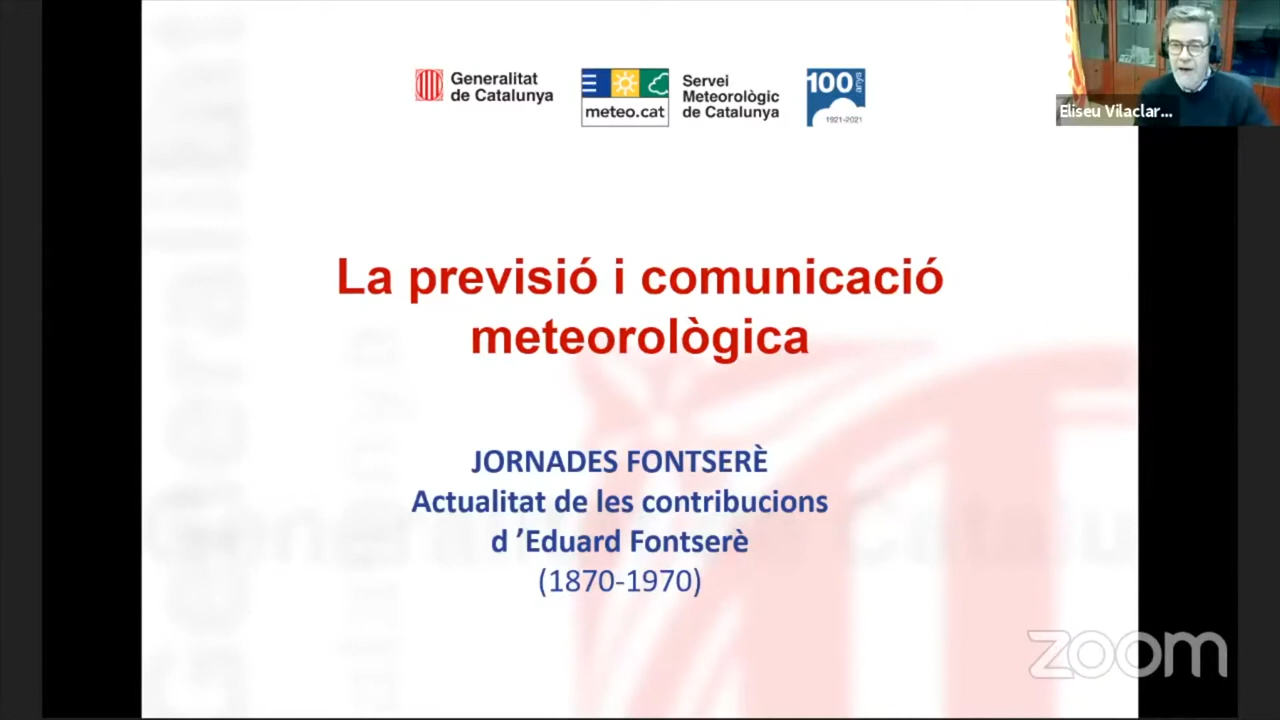 Generalitat
de Catalunya
meteo.cat
Servei
Meteorològic
de Catalunya
100
anys
1921-2021
Eliseu Vilaclar...
La previsió i comunicació
meteorològica
JORNADES FONTSERÈ
Actualitat de les contribucions
d ’Eduard Fontserè
(1870-1970)
zoom